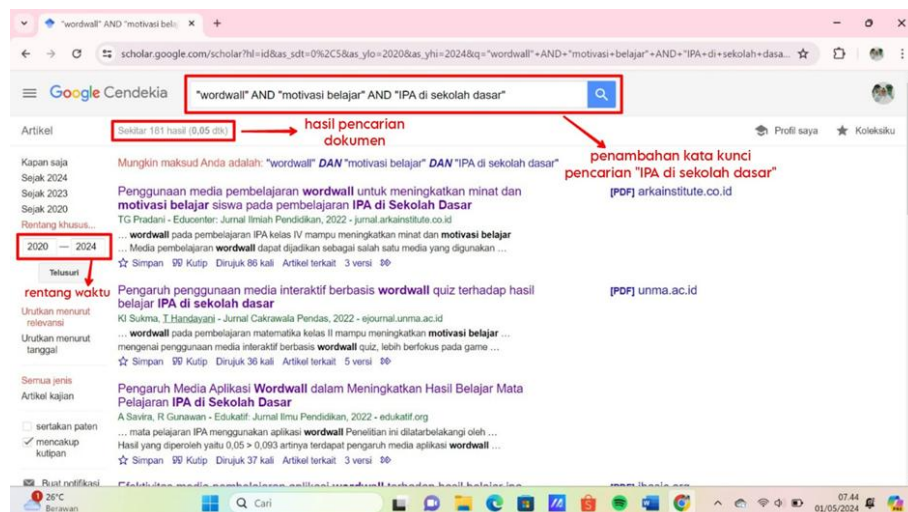 "wordwall" AND "motivasi bela
scholar.google.com/scholar?hl=id&as_sdt=0%2C5&as_ylo=2020&as_yhi=2024&q="wordwall"+AND+"motivasi+belajar"+AND+"IPA+di+sekolah+dasa...
Google Cendekia
"wordwall" AND "motivasi belajar" AND "IPA di sekolah dasar"
Artikel
Sekitar 181 hasil (0,05 dtk)
hasil pencarian
dokumen
Profil saya
Koleksiku
penambahan kata kunci
pencarian "IPA di sekolah dasar"
Kapan saja
Sejak 2024
Sejak 2023
Sejak 2020
Rentang khusus...
2020 — 2024
Telusuri
rentang waktu
Urutkan menurut
relevansi
Urutkan menurut
tanggal
Semua jenis
Artikel kajian
sertakan paten
mencakup
kutipan
Buat notifikasi
Mungkin maksud Anda adalah: "wordwall" DAN "motivasi belajar" DAN "IPA di sekolah dasar"
Penggunaan media pembelajaran wordwall untuk meningkatkan minat dan
motivasi belajar siswa pada pembelajaran IPA di Sekolah Dasar
TG Pradani - Educenter: Jurnal Ilmiah Pendidikan, 2022 - jurnal.arkainstitute.co.id
... wordwall pada pembelajaran IPA kelas IV mampu meningkatkan minat dan motivasi belajar
... Media pembelajaran wordwall dapat dijadikan sebagai salah satu media yang digunakan ...
Simpan Kutip Dirujuk 86 kali Artikel terkait 3 versi
[PDF] arkainstitute.co.id
Pengaruh penggunaan media interaktif berbasis wordwall quiz terhadap hasil
belajar IPA di sekolah dasar
KI Sukma, T Handayani - Jurnal Cakrawala Pendas, 2022 - ejournal.unma.ac.id
... wordwall pada pembelajaran matematika kelas II mampu meningkatkan motivasi belajar ...
mengenai penggunaan media interaktif berbasis wordwall quiz, lebih berfokus pada game ...
Simpan Kutip Dirujuk 36 kali Artikel terkait 5 versi
[PDF] unma.ac.id
Pengaruh Media Aplikasi Wordwall dalam Meningkatkan Hasil Belajar Mata
Pelajaran IPA di Sekolah Dasar
A Savira, R Gunawan - Edukatif: Jurnal Ilmu Pendidikan, 2022 - edukatif.org
... mata pelajaran IPA menggunakan aplikasi wordwall Penelitian ini dilatarbelakangi oleh ...
Hasil yang diperoleh yaitu 0,05 > 0,093 artinya terdapat pengaruh media aplikasi wordwall ...
Simpan Kutip Dirujuk 37 kali Artikel terkait 3 versi
26°C
Berawan
Cari
07.44
01/05/2024